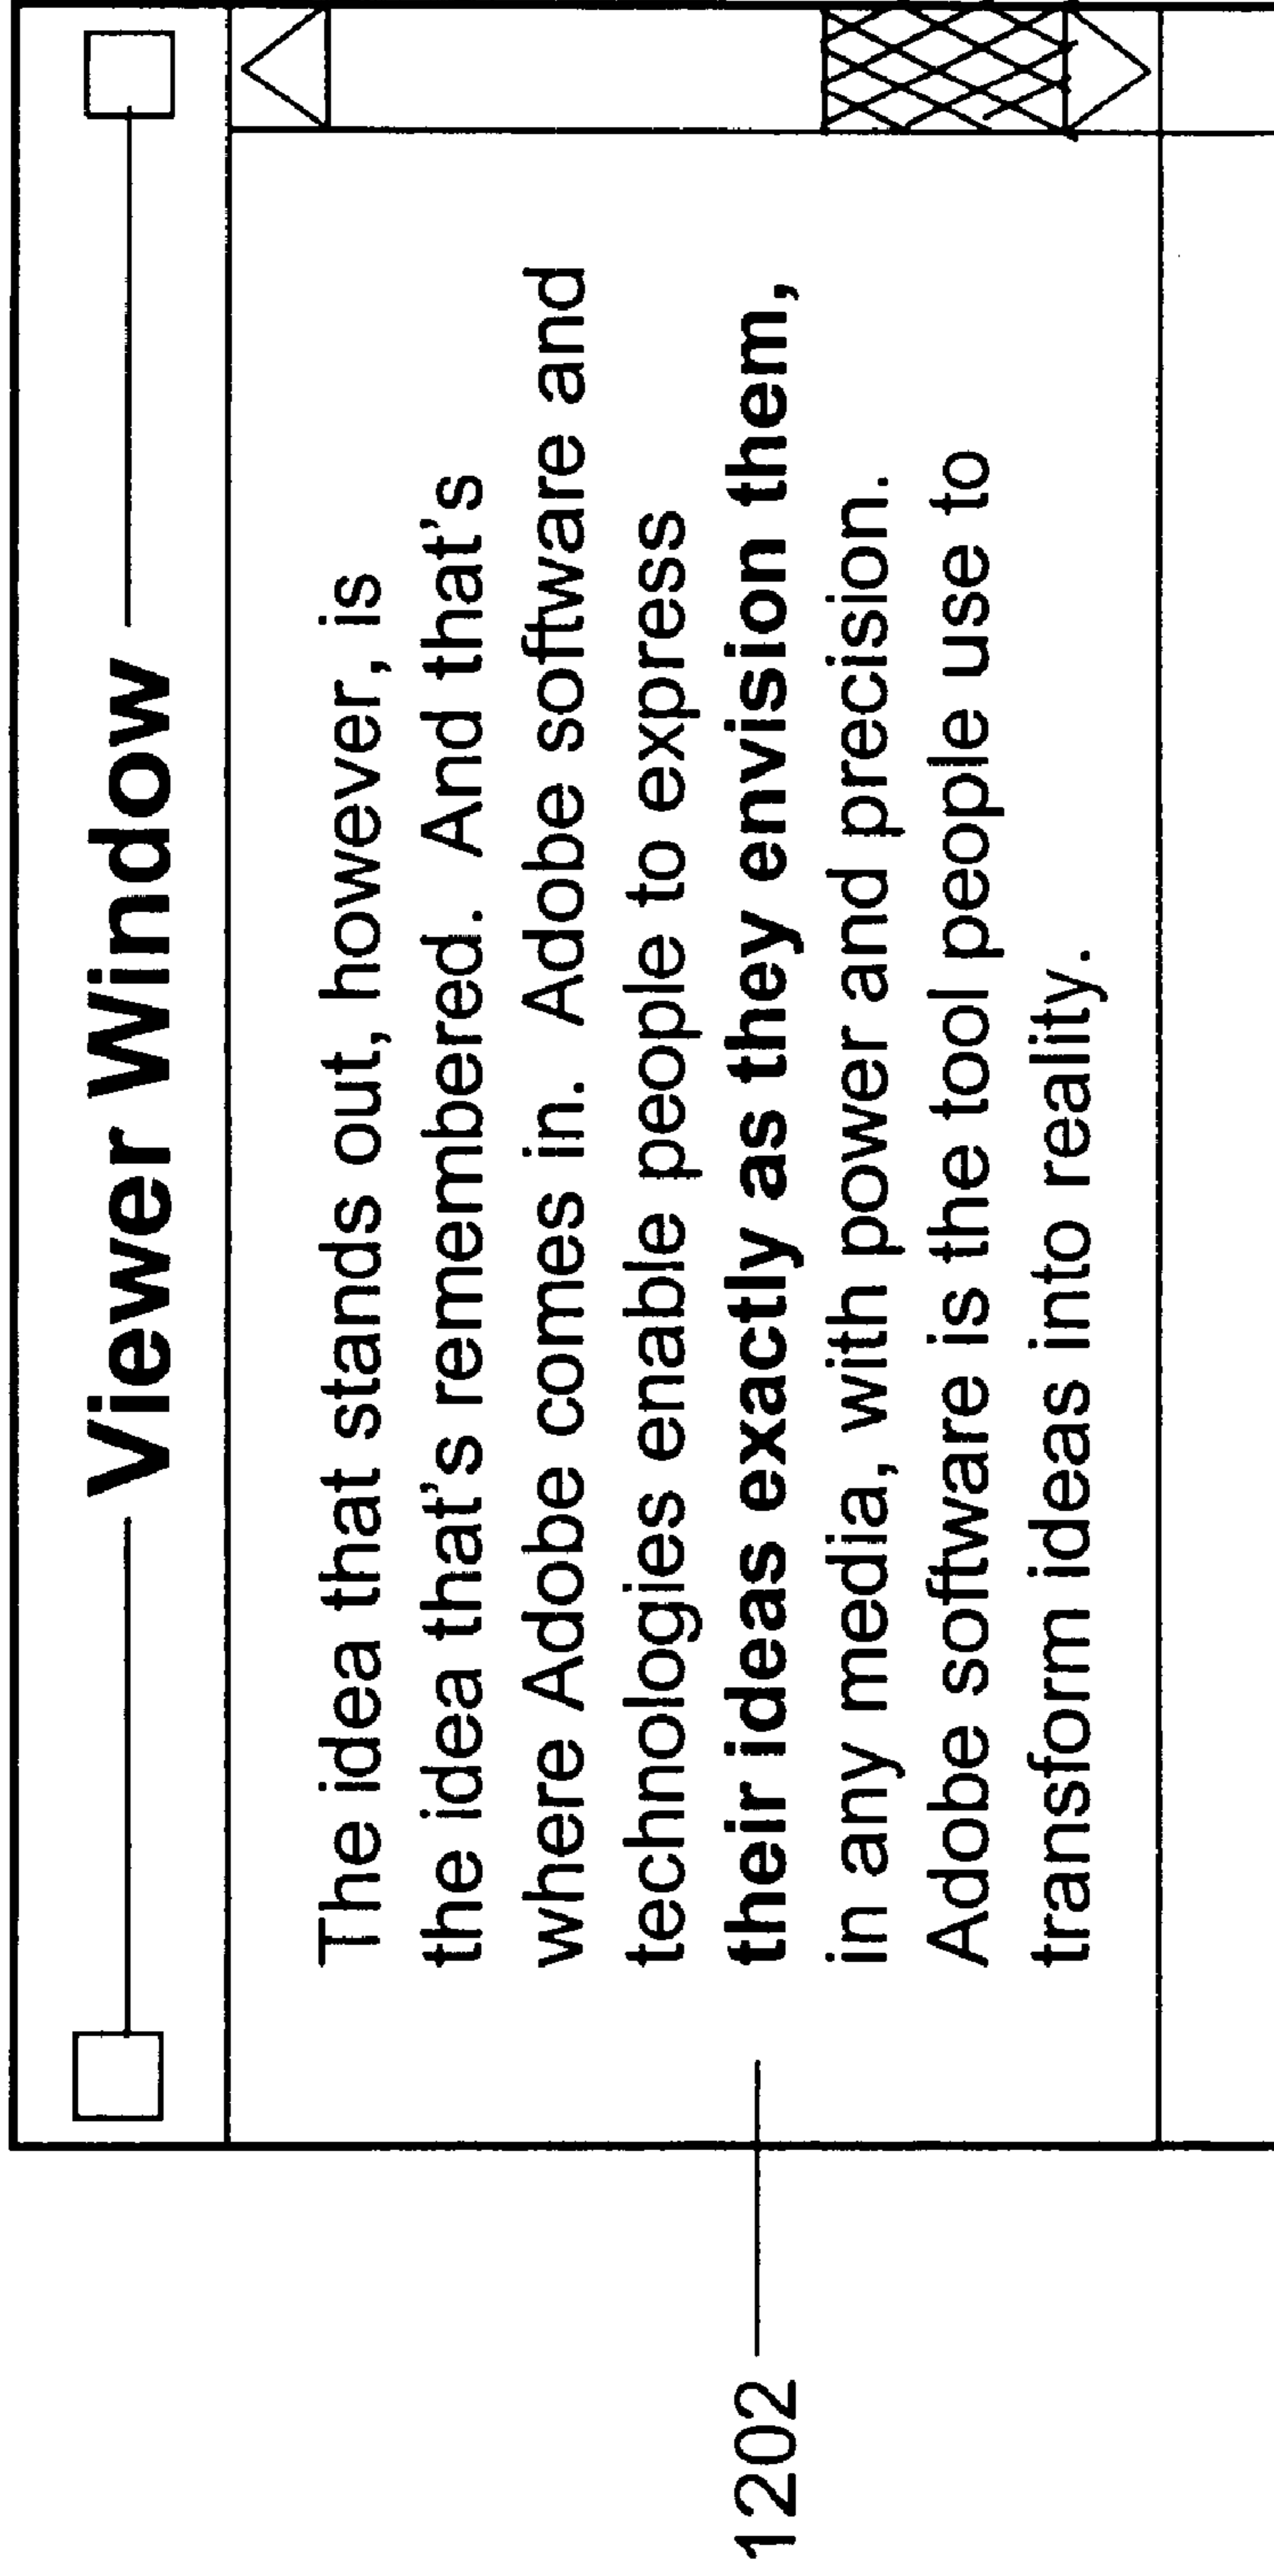 Viewer Window
The idea that stands out, however, is
the idea that's remembered. And that's
where Adobe comes in. Adobe software and
technologies enable people to express
their ideas exactly as they envision them,
in any media, with power and precision.
Adobe software is the tool people use to
transform ideas into reality.
1202